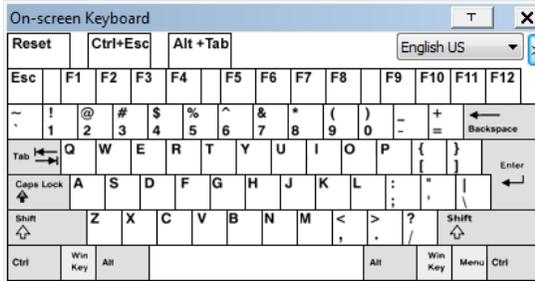 On-screen Keyboard T X
Reset Ctrl+Esc Alt +Tab English US >
Esc F1 F2 F3 F4 F5 F6 F7 F8 F9 F10 F11 F12
~ ! @ # $ % ^ & * ( ) _ +
` 1 2 3 4 5 6 7 8 9 0 - = Backspace
Tab Q W E R T Y U I O P { }
[ ] Enter
Caps Lock A S D F G H J K L : " |
; ' \
Shift Z X C V B N M < > ? Shift
, . /
Ctrl Win Key Alt Alt Win Key Menu Ctrl